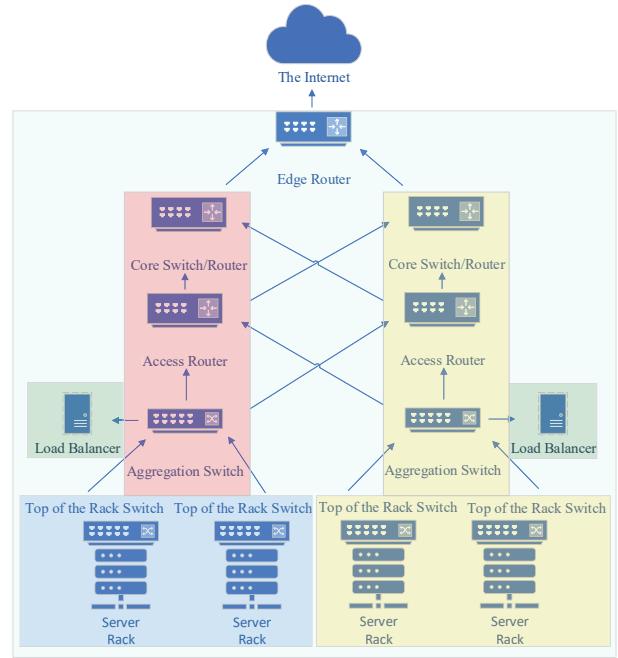 The Internet
Edge Router
Core Switch/Router
Core Switch/Router
Access Router
Access Router
Load Balancer
Load Balancer
Aggregation Switch
Aggregation Switch
Top of the Rack Switch
Top of the Rack Switch
Top of the Rack Switch
Top of the Rack Switch
Server
Rack
Server
Rack
Server
Rack
Server
Rack